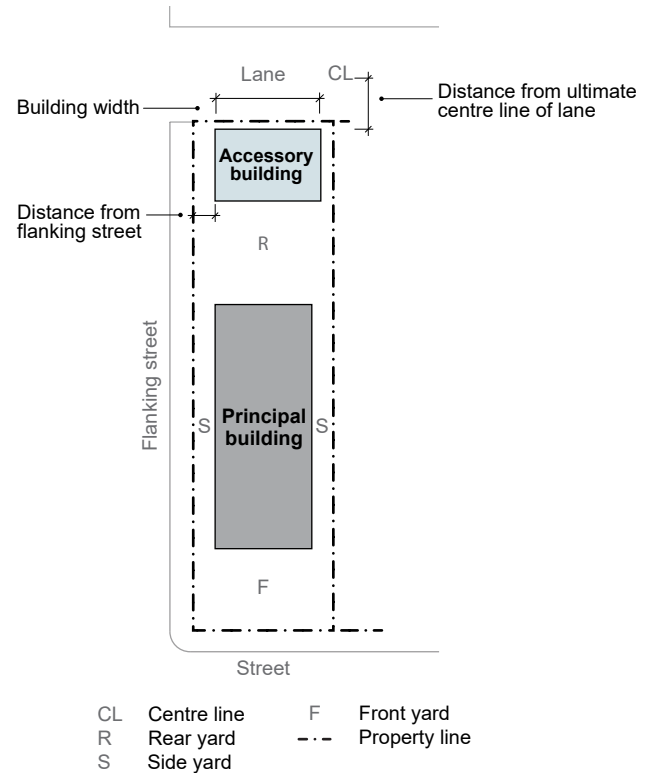 Lane
CL
Distance from ultimate
centre line of lane
Building width
Accessory
building
Distance from
flanking street
R
Flanking street
S
Principal
building
S
F
Street
CL Centre line
R Rear yard
S Side yard
F Front yard
Property line